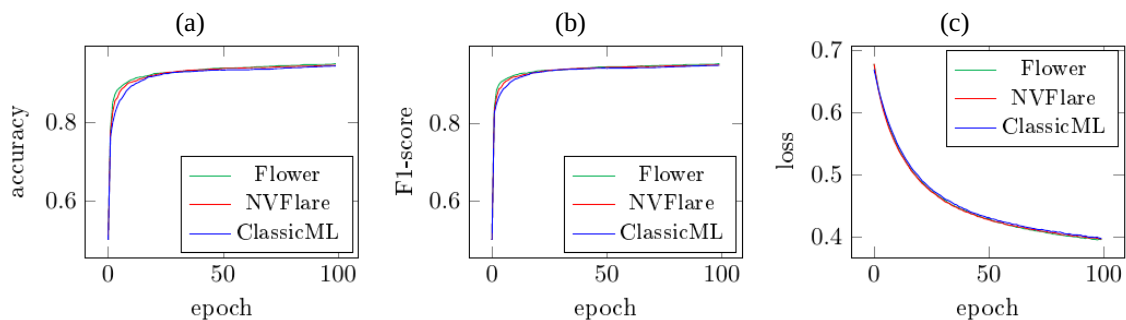 (a)
accuracy
0.8
0.6
Flower
NVFlare
ClassicML
0 50 100
epoch
(b)
F1-score
0.8
0.6
Flower
NVFlare
ClassicML
0 50 100
epoch
(c)
loss
0.7
0.6
0.5
0.4
Flower
NVFlare
ClassicML
0 50 100
epoch